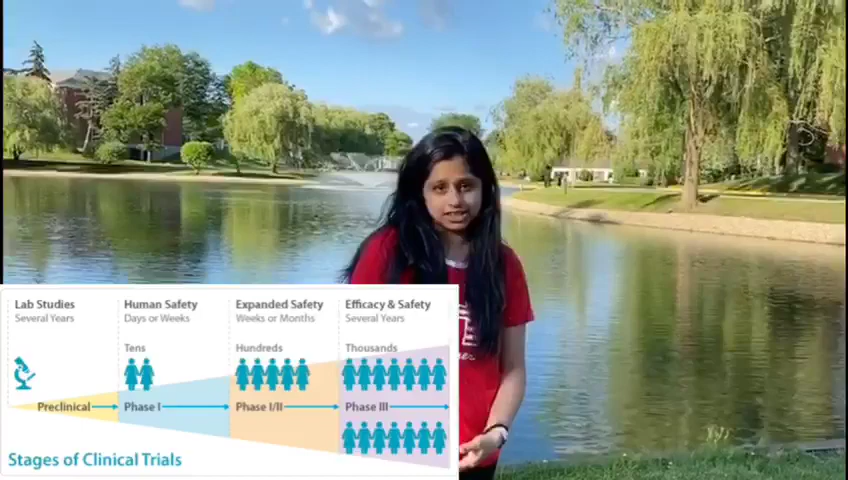 Lab Studies
Several Years
Human Safety
Days or Weeks
Expanded Safety
Weeks or Months
Efficacy & Safety
Several Years
Tens
Hundreds
Thousands
Preclinical
Phase I
Phase I/II
Phase III
Stages of Clinical Trials